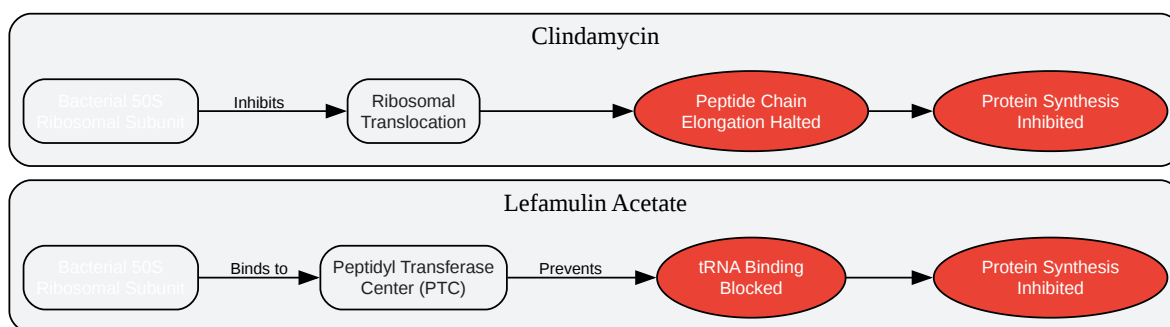 Clindamycin
Bacterial 50S
Ribosomal Subunit
Inhibits
Ribosomal
Translocation
Peptide Chain
Elongation Halted
Protein Synthesis
Inhibited
Lefamulin Acetate
Bacterial 50S
Ribosomal Subunit
Binds to
Peptidyl Transferase
Center (PTC)
Prevents
tRNA Binding
Blocked
Protein Synthesis
Inhibited